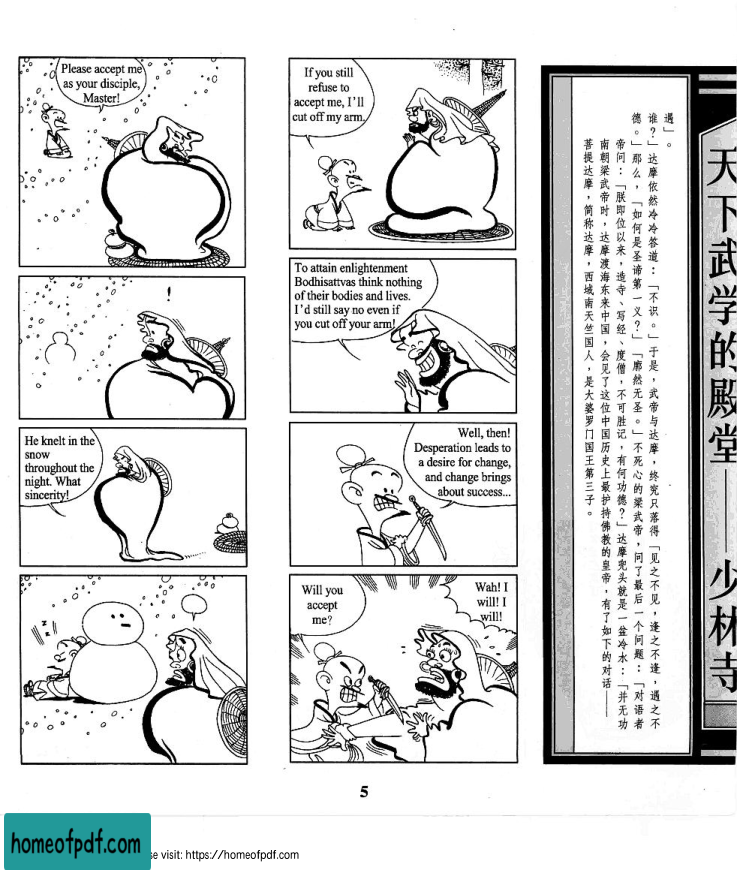 Please accept me
as your disciple,
Master!
!
He knelt in the
snow
throughout the
night. What
sincerity!
z
z
If you still
refuse to
accept me, I'll
cut off my arm.
To attain enlightenment
Bodhisattvas think nothing
of their bodies and lives.
I'd still say no even if
you cut off your arm!
Well, then!
Desperation leads to
a desire for change,
and change brings
about success...
Will you
accept
me?
Wah! I
will! I
will!
天下武学的殿堂——少林寺
菩提达摩，简称达摩，西域南天竺国人，是大婆罗门国王第三子。
南朝梁武帝时，达摩渡海东来中国，会见了这位中国历史上最护持佛教的皇帝，有了如下的对话——
帝问：「朕即位以来，造寺、写经、度僧，不可胜记，有何功德？」达摩兜头就是一盆冷水：「并无功
德。」那么，「如何是圣谛第一义？」「廓然无圣。」不死心的梁武帝，问了最后一个问题：「对语者
谁？」达摩依然冷冷答道：「不识。」于是，武帝与达摩，终究只落得「见之不见，逢之不逢，遇之不
遇」。
5
homeofpdf.com
se visit: https://homeofpdf.com